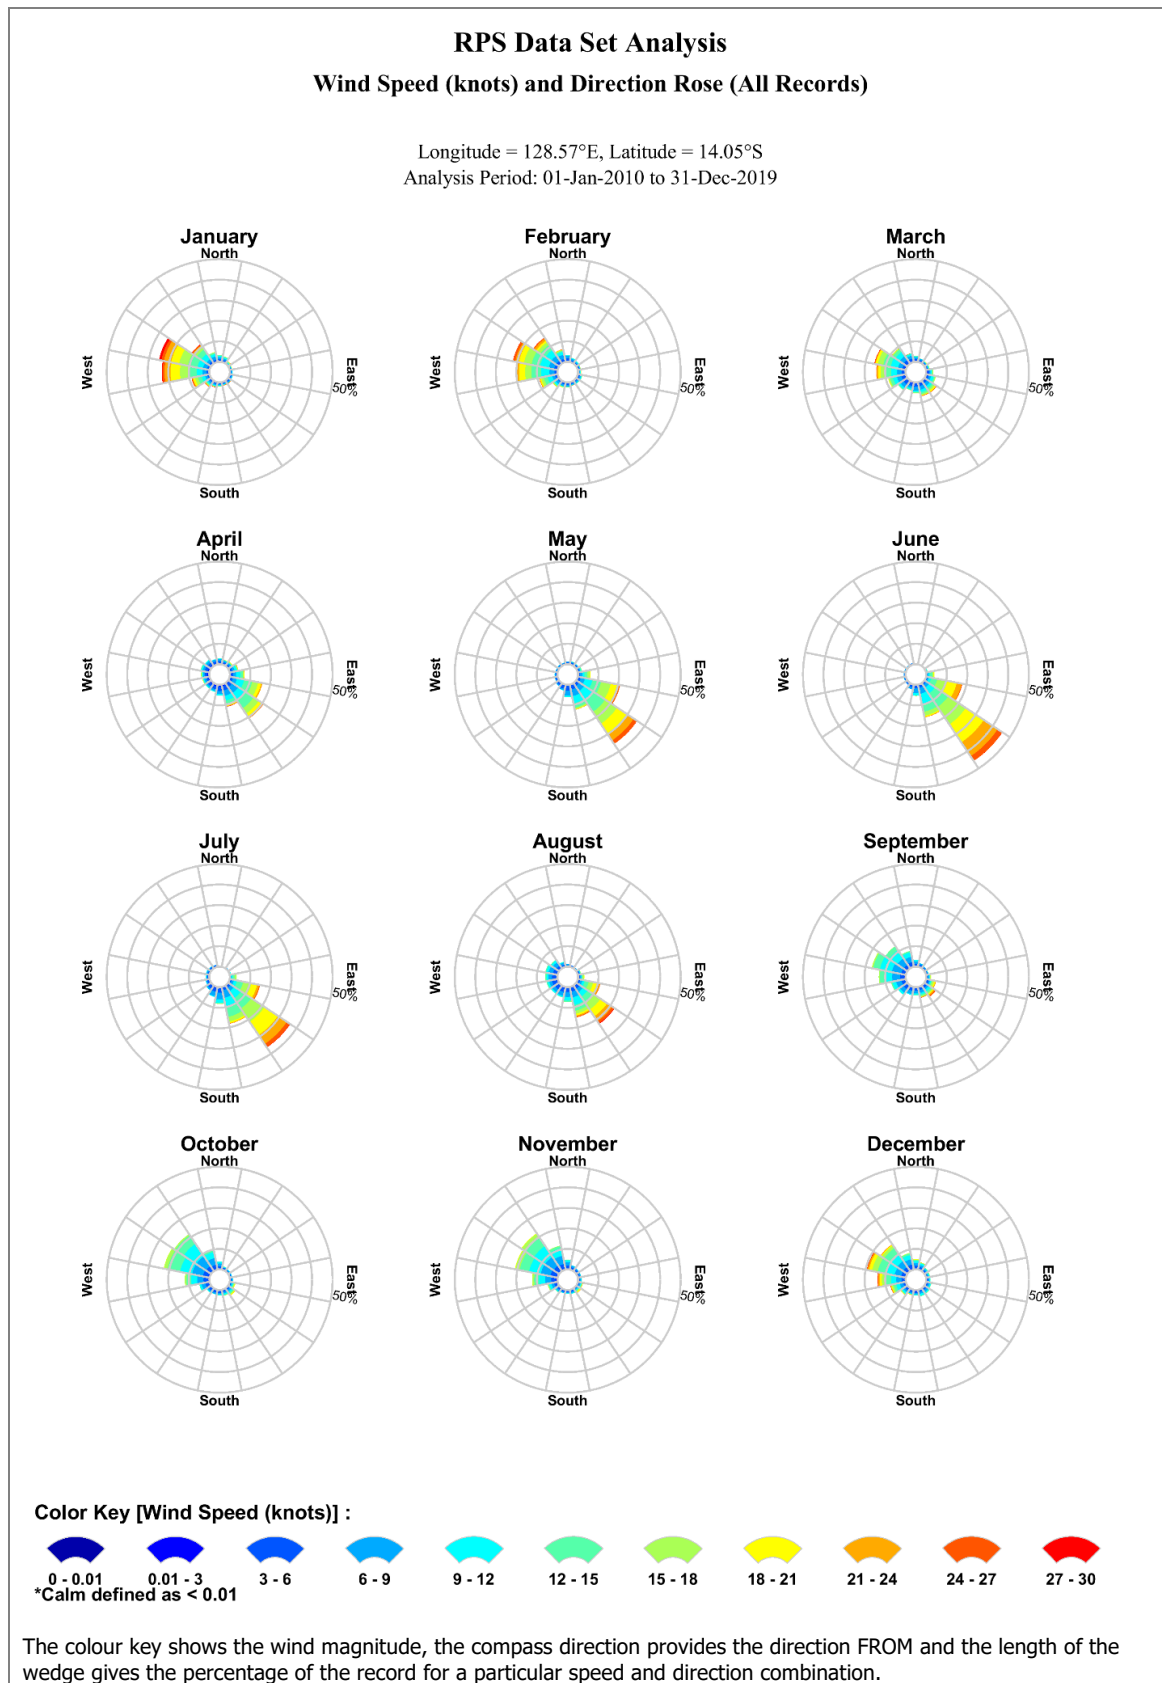 RPS Data Set Analysis
Wind Speed (knots) and Direction Rose (All Records)
Longitude = 128.57°E, Latitude = 14.05°S
Analysis Period: 01-Jan-2010 to 31-Dec-2019
January
North
West
East
50%
South
February
North
West
East
50%
South
March
North
West
East
50%
South
April
North
West
East
50%
South
May
North
West
East
50%
South
June
North
West
East
50%
South
July
North
West
East
50%
South
August
North
West
East
50%
South
September
North
West
East
50%
South
October
North
West
East
50%
South
November
North
West
East
50%
South
December
North
West
East
50%
South
Color Key [Wind Speed (knots)] :
0 - 0.01 0.01 - 3 3 - 6 6 - 9 9 - 12 12 - 15 15 - 18 18 - 21 21 - 24 24 - 27 27 - 30
*Calm defined as < 0.01
The colour key shows the wind magnitude, the compass direction provides the direction FROM and the length of the
wedge gives the percentage of the record for a particular speed and direction combination.